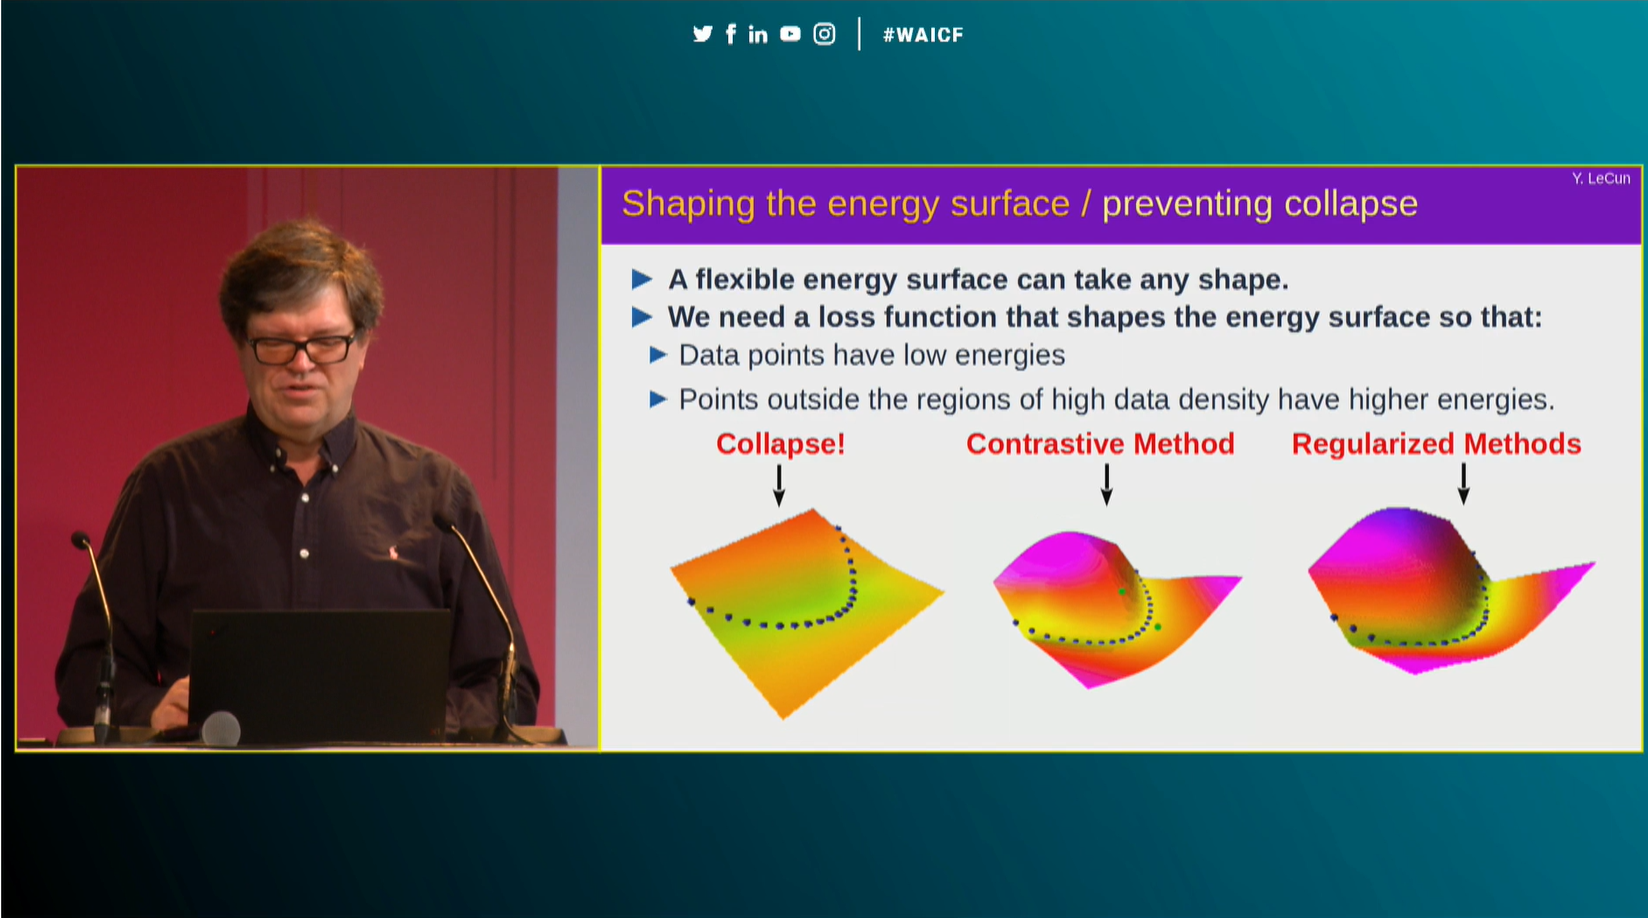 #WAICF
Y. LeCun
Shaping the energy surface / preventing collapse
A flexible energy surface can take any shape.
We need a loss function that shapes the energy surface so that:
Data points have low energies
Points outside the regions of high data density have higher energies.
Collapse!
Contrastive Method
Regularized Methods